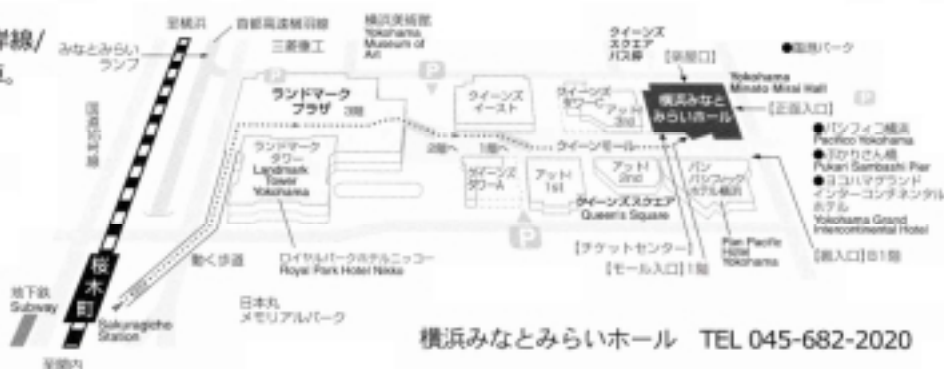 岸線/
至横浜
首都高速横羽線
みなとみらい
ランプ
三菱重工
横浜美術館
Yokohama
Museum of
Art
P
P
ランドマーク
プラザ
3階
ランドマーク
タワー
Landmark
Tower
Yokohama
2階へ
1階へ
クイーンズ
イースト
クイーンズ
タワーC
アット!
3rd
クイーンズ
スクエア
バス停
【楽屋口】
●臨港パーク
Yokohama
Minato Mirai Hall
横浜みなと
みらいホール
【正面入口】
P
クイーンモール
クイーンズ
タワーA
アット!
1st
アット!
2nd
パン
パシフィック
ホテル横浜
クイーンズスクエア
Queen's Square
P
●パシフィコ横浜
Pacifico Yokohama
●ぷかりさん橋
Pukari Sambashi Pier
●ヨコハマグランド
インターコンチネンタル
ホテル
Yokohama Grand
Intercontinental Hotel
Pan Pacific
Hotel
Yokohama
【チケットセンター】
【モール入口】1階
動く歩道
ロイヤルパークホテルニッコー
Royal Park Hotel Nikko
日本丸
メモリアルパーク
桜木町
Sakuragicho
Station
地下鉄
Subway
至関内
横浜みなとみらいホール TEL 045-682-2020